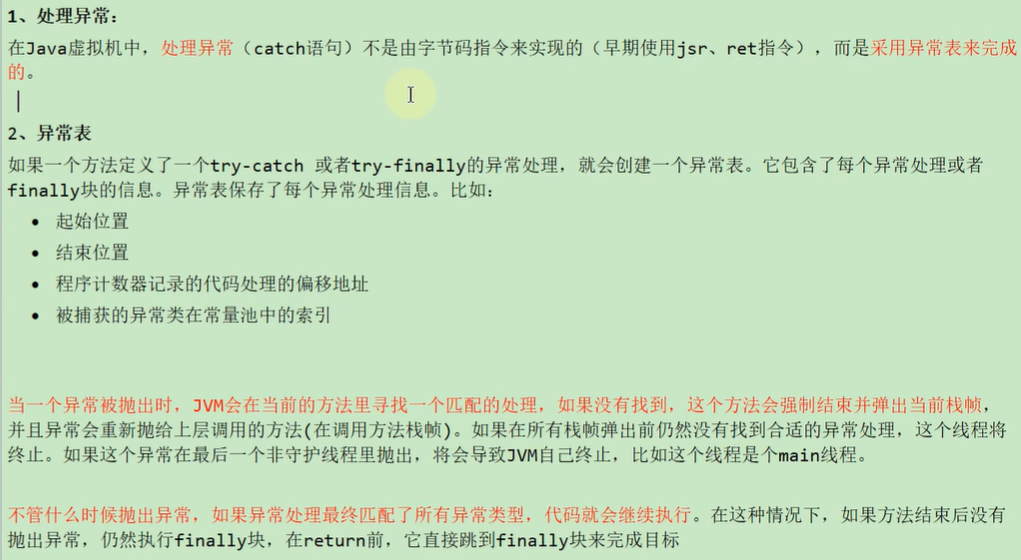 1、处理异常：
在Java虚拟机中，处理异常（catch语句）不是由字节码指令来实现的（早期使用jsr、ret指令），而是采用异常表来完成
的。
2、异常表
如果一个方法定义了一个try-catch 或者try-finally的异常处理，就会创建一个异常表。它包含了每个异常处理或者
finally块的信息。异常表保存了每个异常处理信息。比如：
• 起始位置
• 结束位置
• 程序计数器记录的代码处理的偏移地址
• 被捕获的异常类在常量池中的索引
当一个异常被抛出时，JVM会在当前的方法里寻找一个匹配的处理，如果没有找到，这个方法会强制结束并弹出当前栈帧，
并且异常会重新抛给上层调用的方法(在调用方法栈帧)。如果在所有栈帧弹出前仍然没有找到合适的异常处理，这个线程将
终止。如果这个异常在最后一个非守护线程里抛出，将会导致JVM自己终止，比如这个线程是个main线程。
不管什么时候抛出异常，如果异常处理最终匹配了所有异常类型，代码就会继续执行。在这种情况下，如果方法结束后没有
抛出异常，仍然执行finally块，在return前，它直接跳到finally块来完成目标